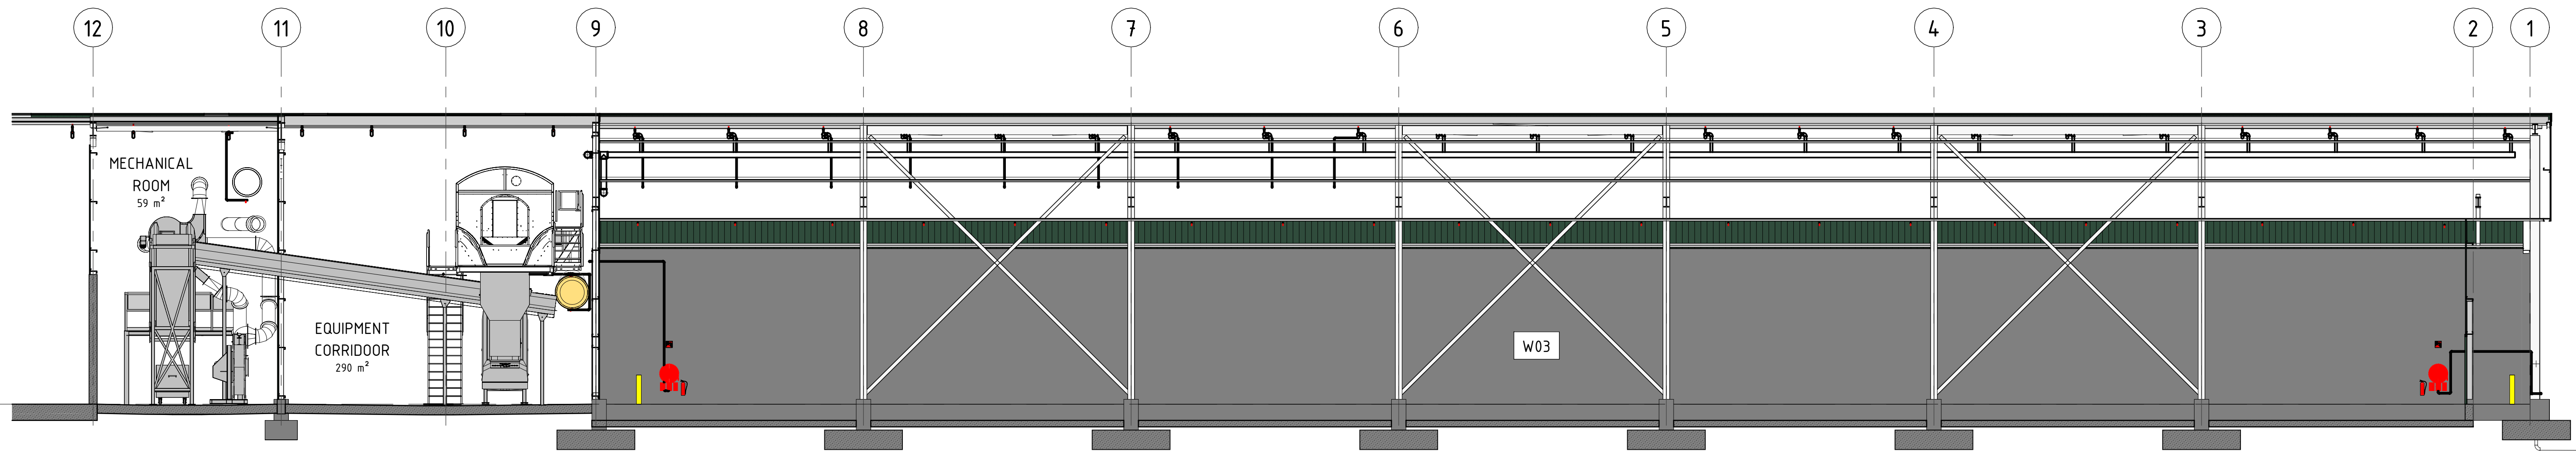 12 11 10 9 8 7 6 5 4 3 2 1
MECHANICAL
ROOM
59 m²
EQUIPMENT
CORRIDOOR
290 m²
W03